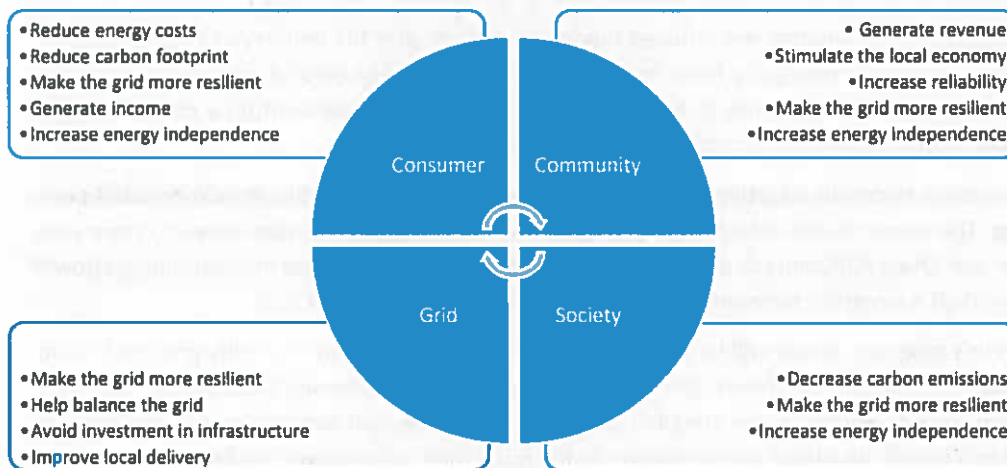 • Reduce energy costs
• Reduce carbon footprint
• Make the grid more resilient
• Generate income
• Increase energy independence
• Generate revenue
• Stimulate the local economy
• Increase reliability
• Make the grid more resilient
• Increase energy independence
Consumer
Community
Grid
Society
• Make the grid more resilient
• Help balance the grid
• Avoid investment in infrastructure
• Improve local delivery
• Decrease carbon emissions
• Make the grid more resilient
• Increase energy independence